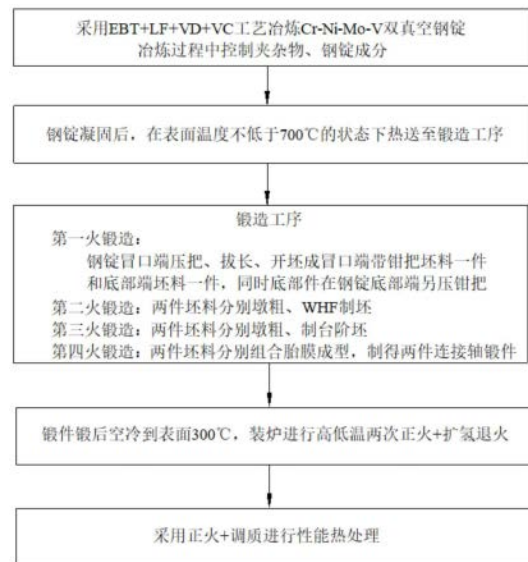 采用EBT+LF+VD+VC工艺冶炼Cr-Ni-Mo-V双真空钢锭
冶炼过程中控制夹杂物、钢锭成分
钢锭凝固后，在表面温度不低于700℃的状态下热送至锻造工序
锻造工序
第一火锻造：
钢锭冒口端压把、拔长、开坯成冒口端带钳把坯料一件
和底部端坯料一件，同时底部件在钢锭底部端另压钳把
第二火锻造：两件坯料分别墩粗、WHF制坯
第三火锻造：两件坯料分别墩粗、制台阶坯
第四火锻造：两件坯料分别组合胎膜成型，制得两件连接轴锻件
锻件锻后空冷到表面300℃，装炉进行高低温两次正火+扩氢退火
采用正火+调质进行性能热处理